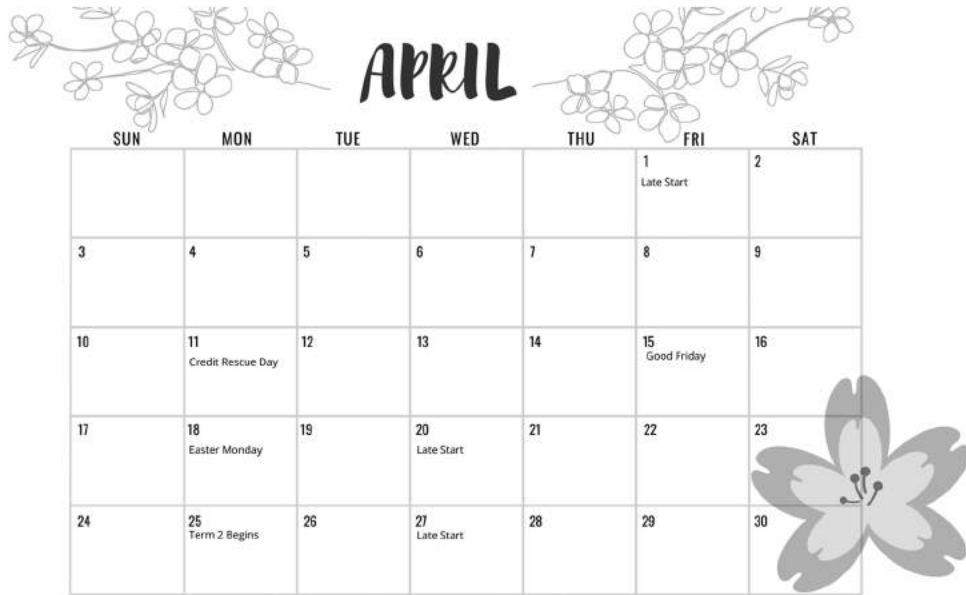 APRIL
SUN MON TUE WED THU FRI SAT
1 2
Late Start
3 4 5 6 7 8 9
10 11 12 13 14 15 16
Credit Rescue Day Good Friday
17 18 19 20 21 22 23
Easter Monday Late Start
24 25 26 27 28 29 30
Term 2 Begins Late Start